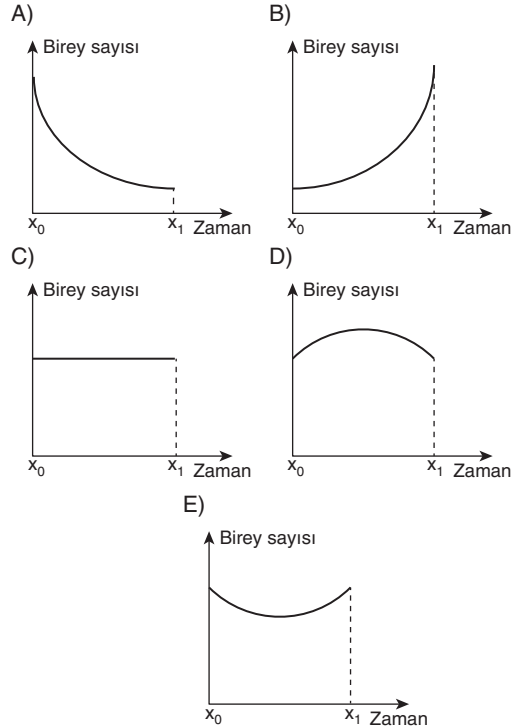 A)
Birey sayısı
x0
x1 Zaman
B)
Birey sayısı
x0
x1 Zaman
C)
Birey sayısı
x0
x1 Zaman
D)
Birey sayısı
x0
x1 Zaman
E)
Birey sayısı
x0
x1 Zaman